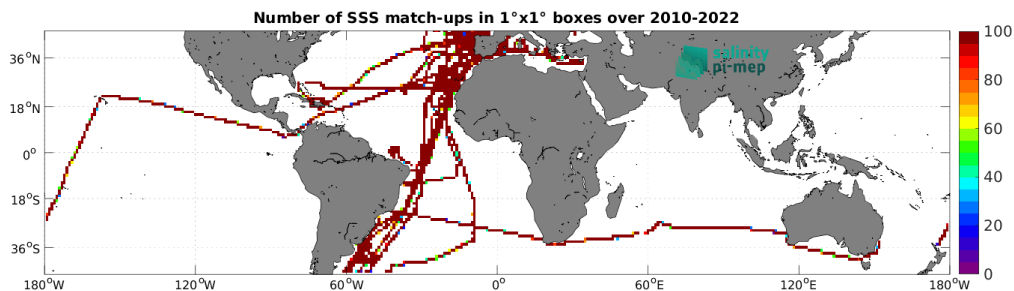 Number of SSS match-ups in 1°x1° boxes over 2010-2022
36°N
18°N
0°
18°S
36°S
180°W 120°W 60°W 0° 60°E 120°E 180°W
salinity
pi-mep
100
80
60
40
20
0